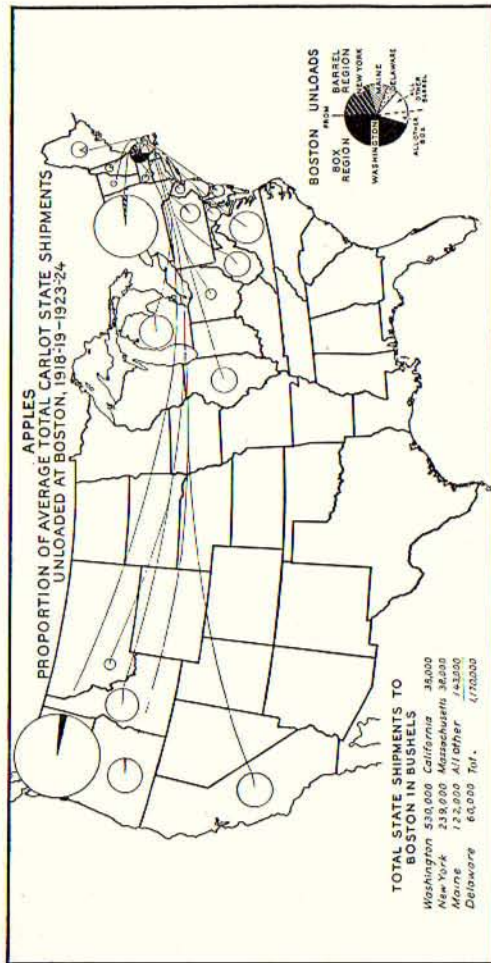 APPLES
PROPORTION OF AVERAGE TOTAL CARLOT STATE SHIPMENTS
UNLOADED AT BOSTON, 1918-19-1923-24
BOSTON UNLOADS
FROM
BOX REGION
BARREL REGION
WASHINGTON
NEW YORK
MAINE
DELAWARE
ALL OTHER BARREL
ALL OTHER BOX
TOTAL STATE SHIPMENTS TO
BOSTON IN BUSHELS
Washington 530,000 California 38,000
New York 239,000 Massachusetts 38,000
Maine 122,000 All Other 143,000
Delaware 60,000 Tot. 1,170,000